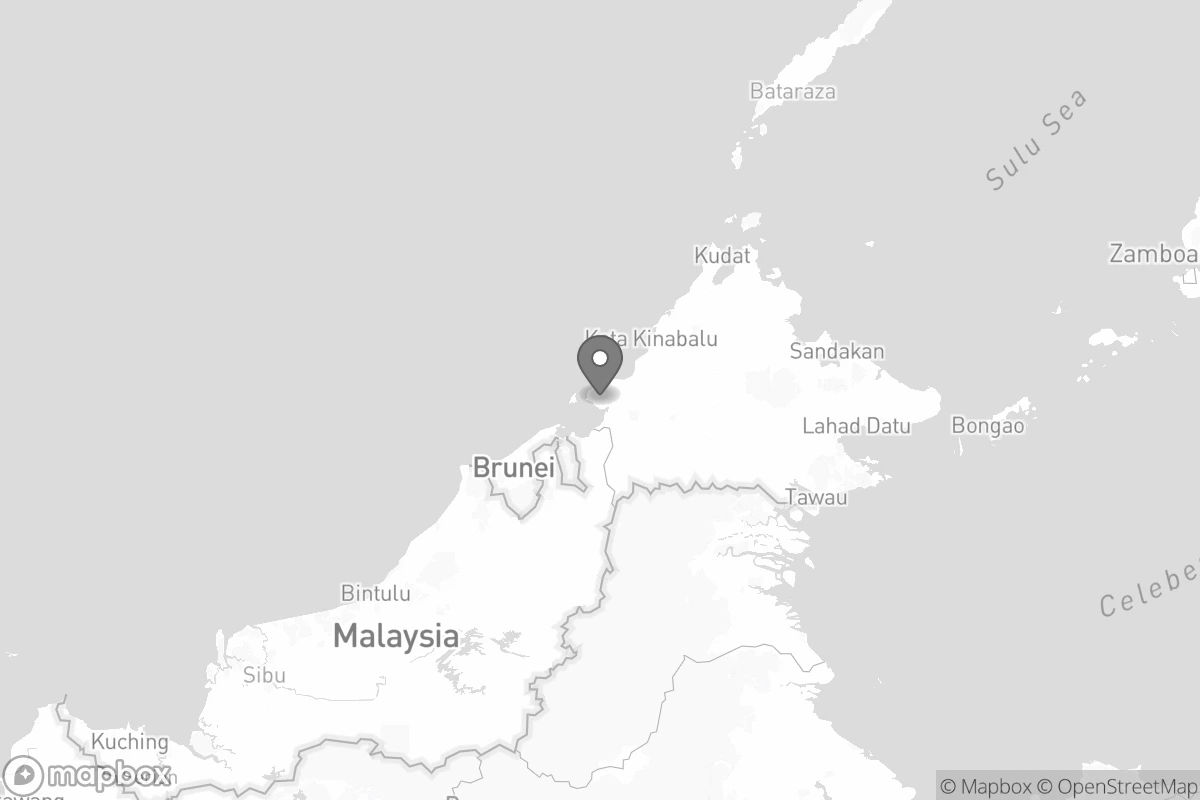 Bataraza
Sulu Sea
Kudat
Zamboa
Kota Kinabalu
Sandakan
Lahad Datu
Bongao
Brunei
Tawau
Celebe
Bintulu
Malaysia
Sibu
Kuching
mapbox
© Mapbox © OpenStreetMap